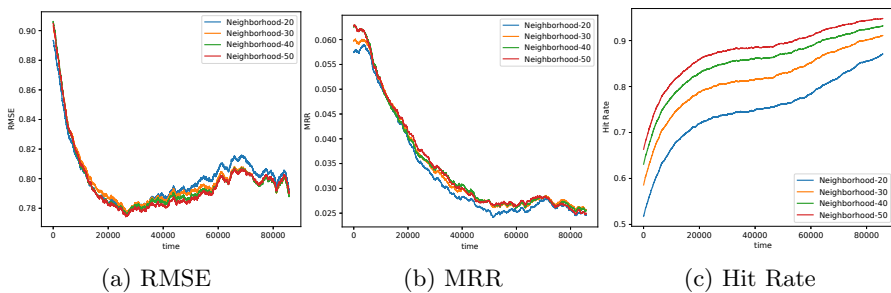 0.90
0.88
0.86
0.84
0.82
0.80
0.78
RMSE
0
20000
40000
60000
80000
time
Neighborhood-20
Neighborhood-30
Neighborhood-40
Neighborhood-50
(a) RMSE
0.060
0.055
0.050
0.045
0.040
0.035
0.030
0.025
MRR
0
20000
40000
60000
80000
time
Neighborhood-20
Neighborhood-30
Neighborhood-40
Neighborhood-50
(b) MRR
0.9
0.8
0.7
0.6
0.5
Hit Rate
0
20000
40000
60000
80000
time
Neighborhood-20
Neighborhood-30
Neighborhood-40
Neighborhood-50
(c) Hit Rate